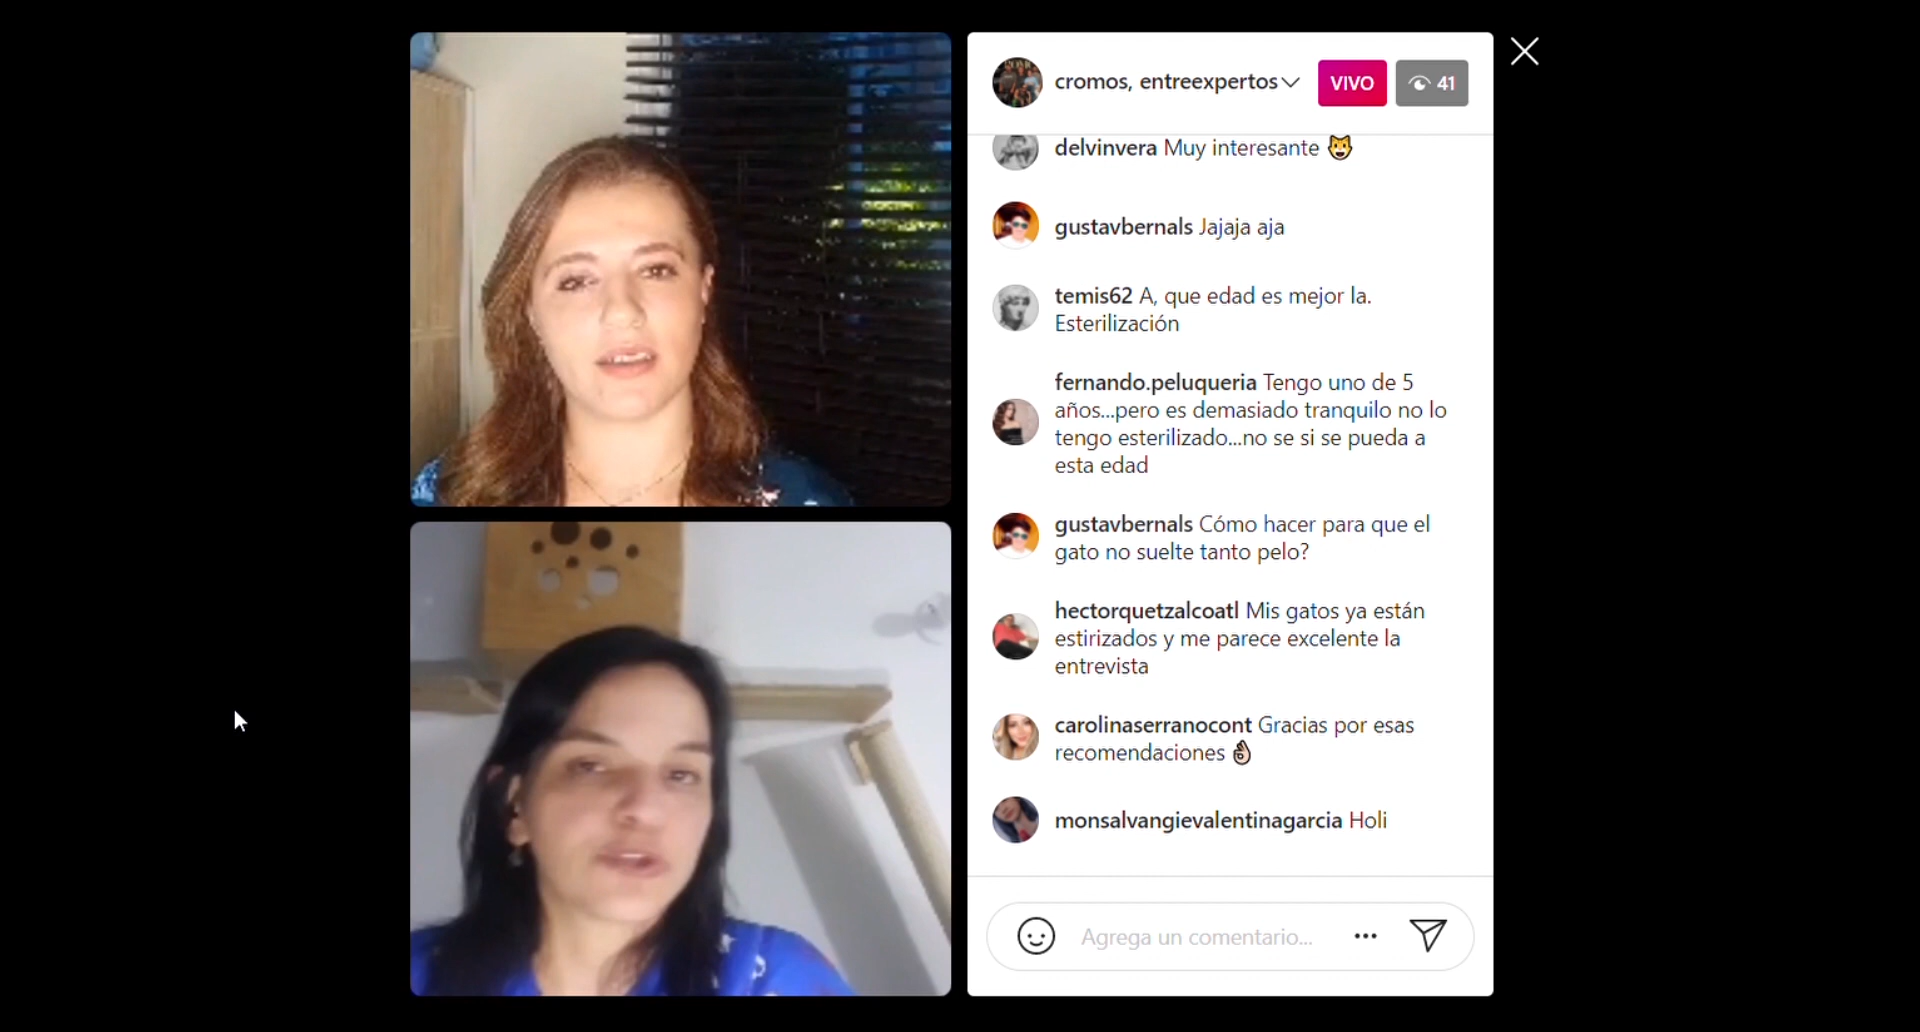 cromos, entreexpertos
VIVO
41
delvinvera Muy interesante 😺
gustavbernals Jajaja aja
temis62 A, que edad es mejor la.
Esterilización
fernando.peluqueria Tengo uno de 5
años...pero es demasiado tranquilo no lo
tengo esterilizado...no se si se pueda a
esta edad
gustavbernals Cómo hacer para que el
gato no suelte tanto pelo?
hectorquetzalcoatl Mis gatos ya están
estirizados y me parece excelente la
entrevista
carolinaserranocont Gracias por esas
recomendaciones 👌🏼
monsalvangievalentinagarcia Holi
Agrega un comentario...